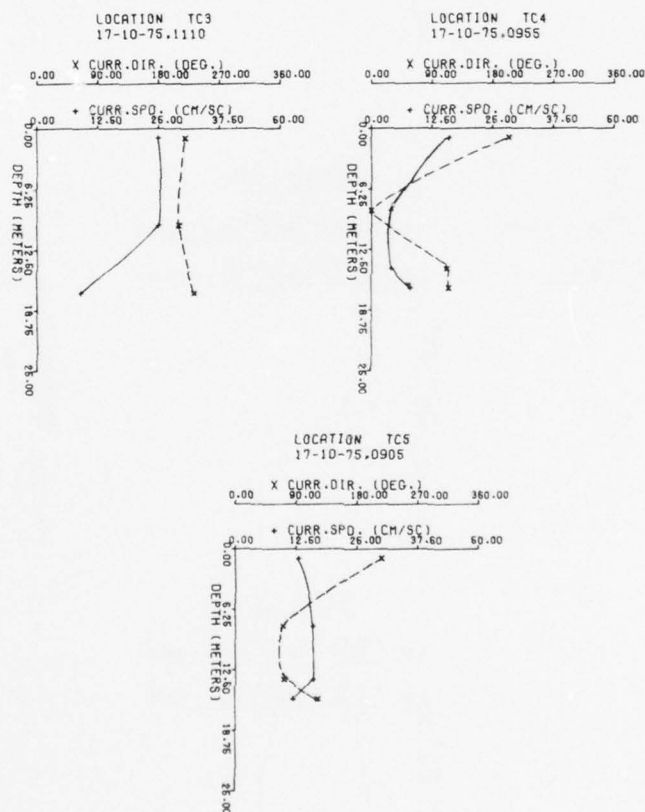 LOCATION TC3
17-10-75.1110
X CURR.DIR. (DEG.)
0.00 90.00 180.00 270.00 360.00
+ CURR.SPD. (CM/SC)
0.00 12.50 25.00 37.50 50.00
0.00 6.25 12.50 18.75 25.00
DEPTH (METERS)
LOCATION TC4
17-10-75.0955
X CURR.DIR. (DEG.)
0.00 90.00 180.00 270.00 360.00
+ CURR.SPD. (CM/SC)
0.00 12.50 25.00 37.50 50.00
0.00 6.25 12.50 18.75 25.00
DEPTH (METERS)
LOCATION TC5
17-10-75.0905
X CURR.DIR. (DEG.)
0.00 90.00 180.00 270.00 360.00
+ CURR.SPD. (CM/SC)
0.00 12.50 25.00 37.50 50.00
0.00 6.25 12.50 18.75 25.00
DEPTH (METERS)